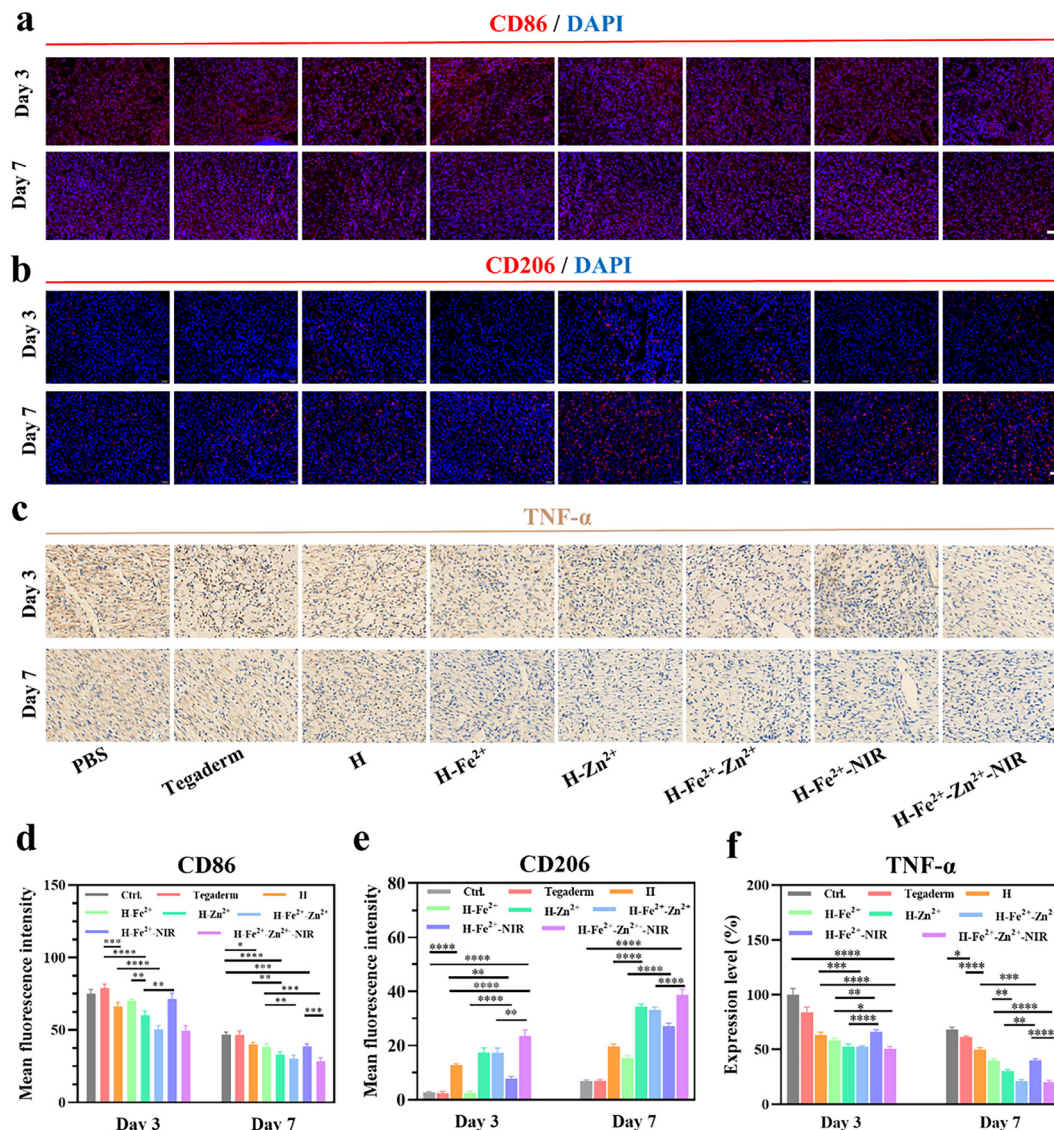 a
CD86 / DAPI
Day 3
Day 7
b
CD206 / DAPI
Day 3
Day 7
c
TNF-α
Day 3
Day 7
PBS
Tegaderm
H
H-Fe²⁺
H-Zn²⁺
H-Fe²⁺-Zn²⁺
H-Fe²⁺-NIR
H-Fe²⁺-Zn²⁺-NIR
d
CD86
Mean fluorescence intensity
150
100
50
0
Ctrl. Tegaderm H
H-Fe²⁺ H-Zn²⁺ H-Fe²⁺-Zn²⁺
H-Fe²⁺-NIR H-Fe²⁺-Zn²⁺-NIR
***
****
****
**
**
*
***
**
***
**
***
Day 3 Day 7
e
CD206
Mean fluorescence intensity
80
60
40
20
0
Ctrl. Tegaderm H
H-Fe²⁺ H-Zn²⁺ H-Fe²⁺-Zn²⁺
H-Fe²⁺-NIR H-Fe²⁺-Zn²⁺-NIR
****
****
**
****
****
**
****
****
****
****
Day 3 Day 7
f
TNF-α
Expression level (%)
200
150
100
50
0
Ctrl. Tegaderm H
H-Fe²⁺ H-Zn²⁺ H-Fe²⁺-Zn²⁺
H-Fe²⁺-NIR H-Fe²⁺-Zn²⁺-NIR
****
***
****
**
*
****
*
****
***
**
****
**
****
Day 3 Day 7